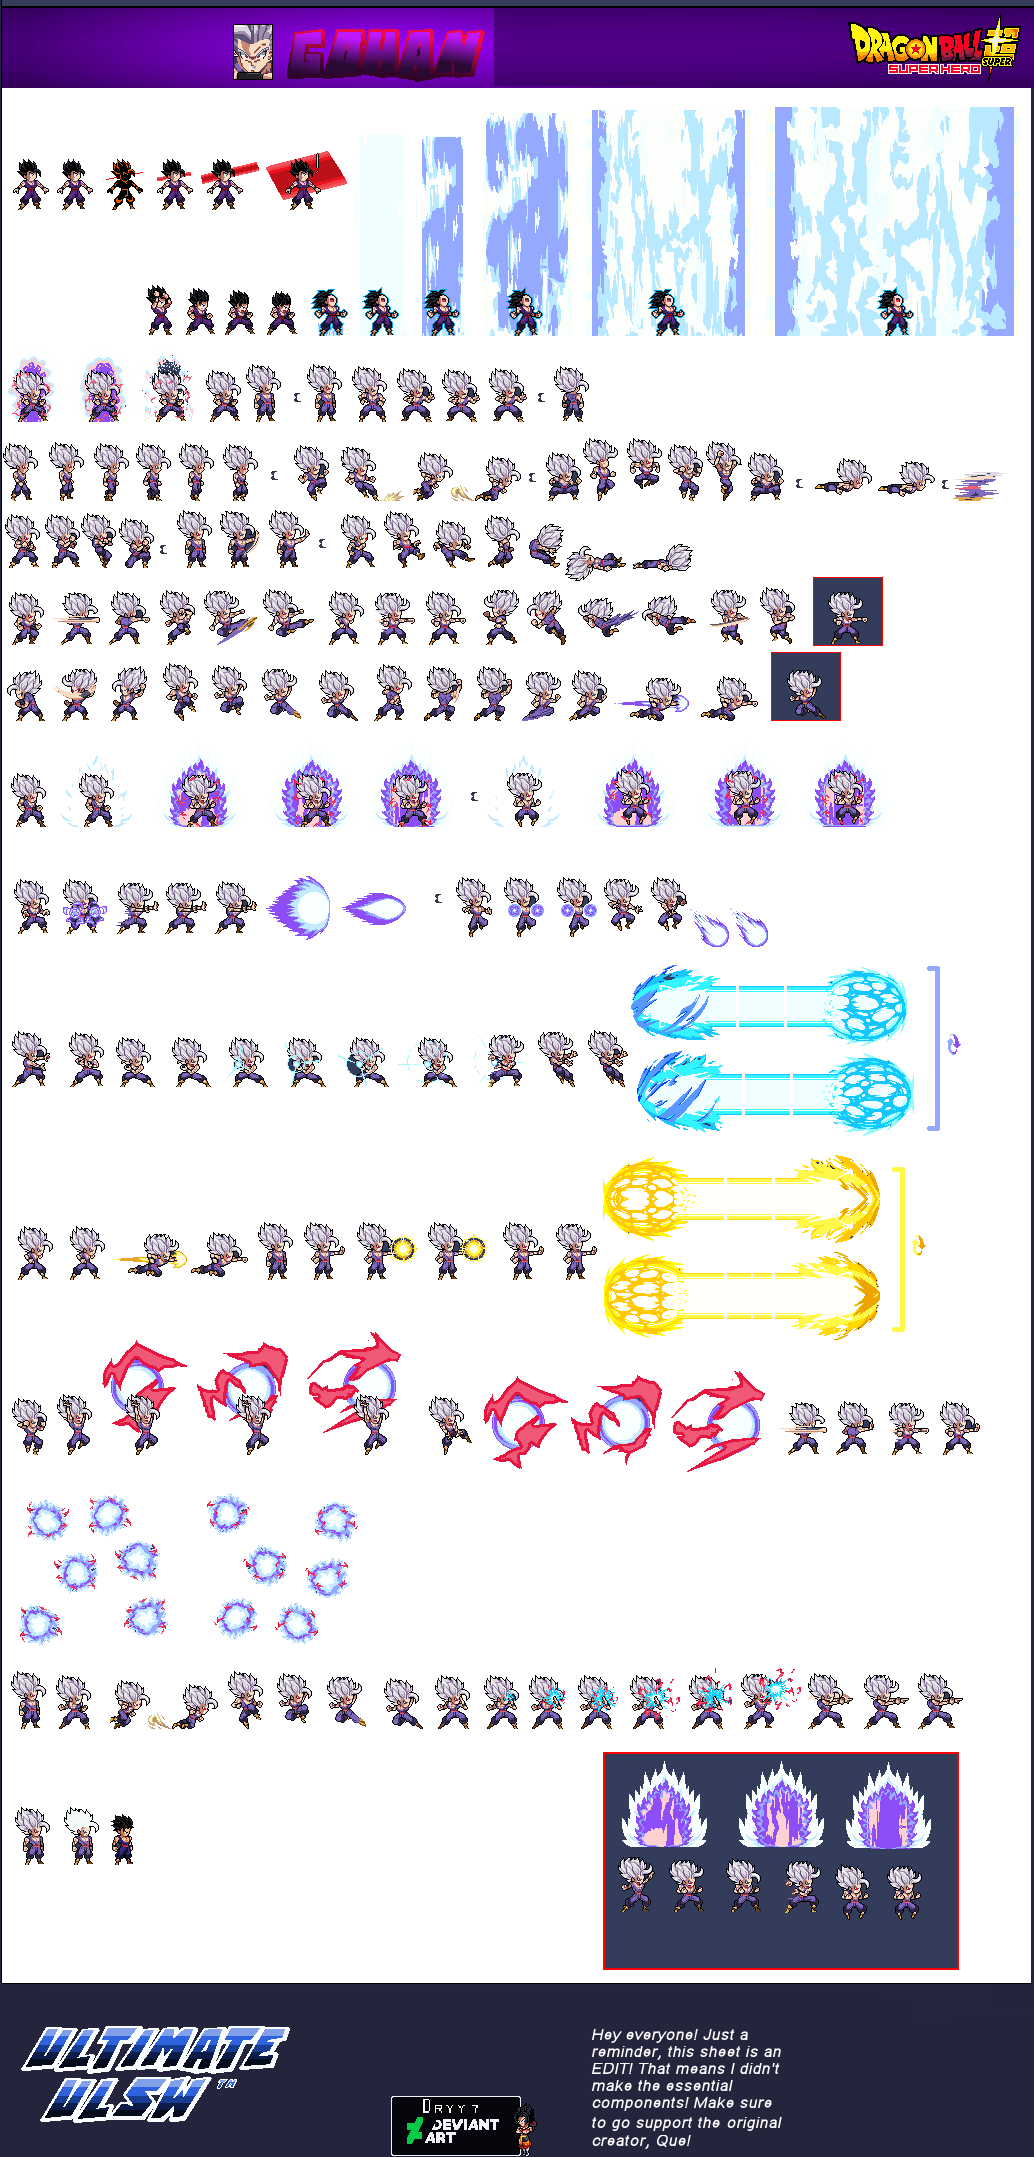 GOHAN
DRAGON BALL 超
SUPER
SUPER HERO
ULTIMATE
ULSW TM
Dryy7
DEVIANT
ART
Hey everyone! Just a
reminder, this sheet is an
EDIT! That means I didn't
make the essential
components! Make sure
to go support the original
creator, Que!